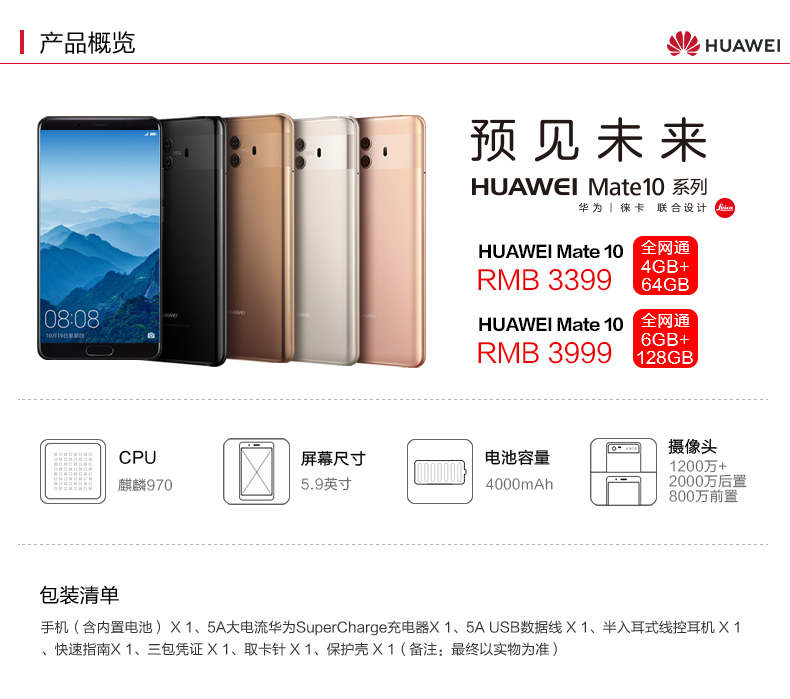 产品概览
HUAWEI
预见未来
HUAWEI Mate10 系列
华为 | 徕卡 联合设计
Leica
08:08
10月19日星期四
HUAWEI
HUAWEI
HUAWEI
HUAWEI Mate 10
RMB 3399
全网通
4GB+
64GB
HUAWEI Mate 10
RMB 3999
全网通
6GB+
128GB
CPU
麒麟970
屏幕尺寸
5.9英寸
电池容量
4000mAh
摄像头
1200万+
2000万后置
800万前置
包装清单
手机（含内置电池） X 1、5A大电流华为SuperCharge充电器X 1、5A USB数据线 X 1、半入耳式线控耳机 X 1
、快速指南X 1、三包凭证 X 1、取卡针 X 1、保护壳 X 1（备注：最终以实物为准）